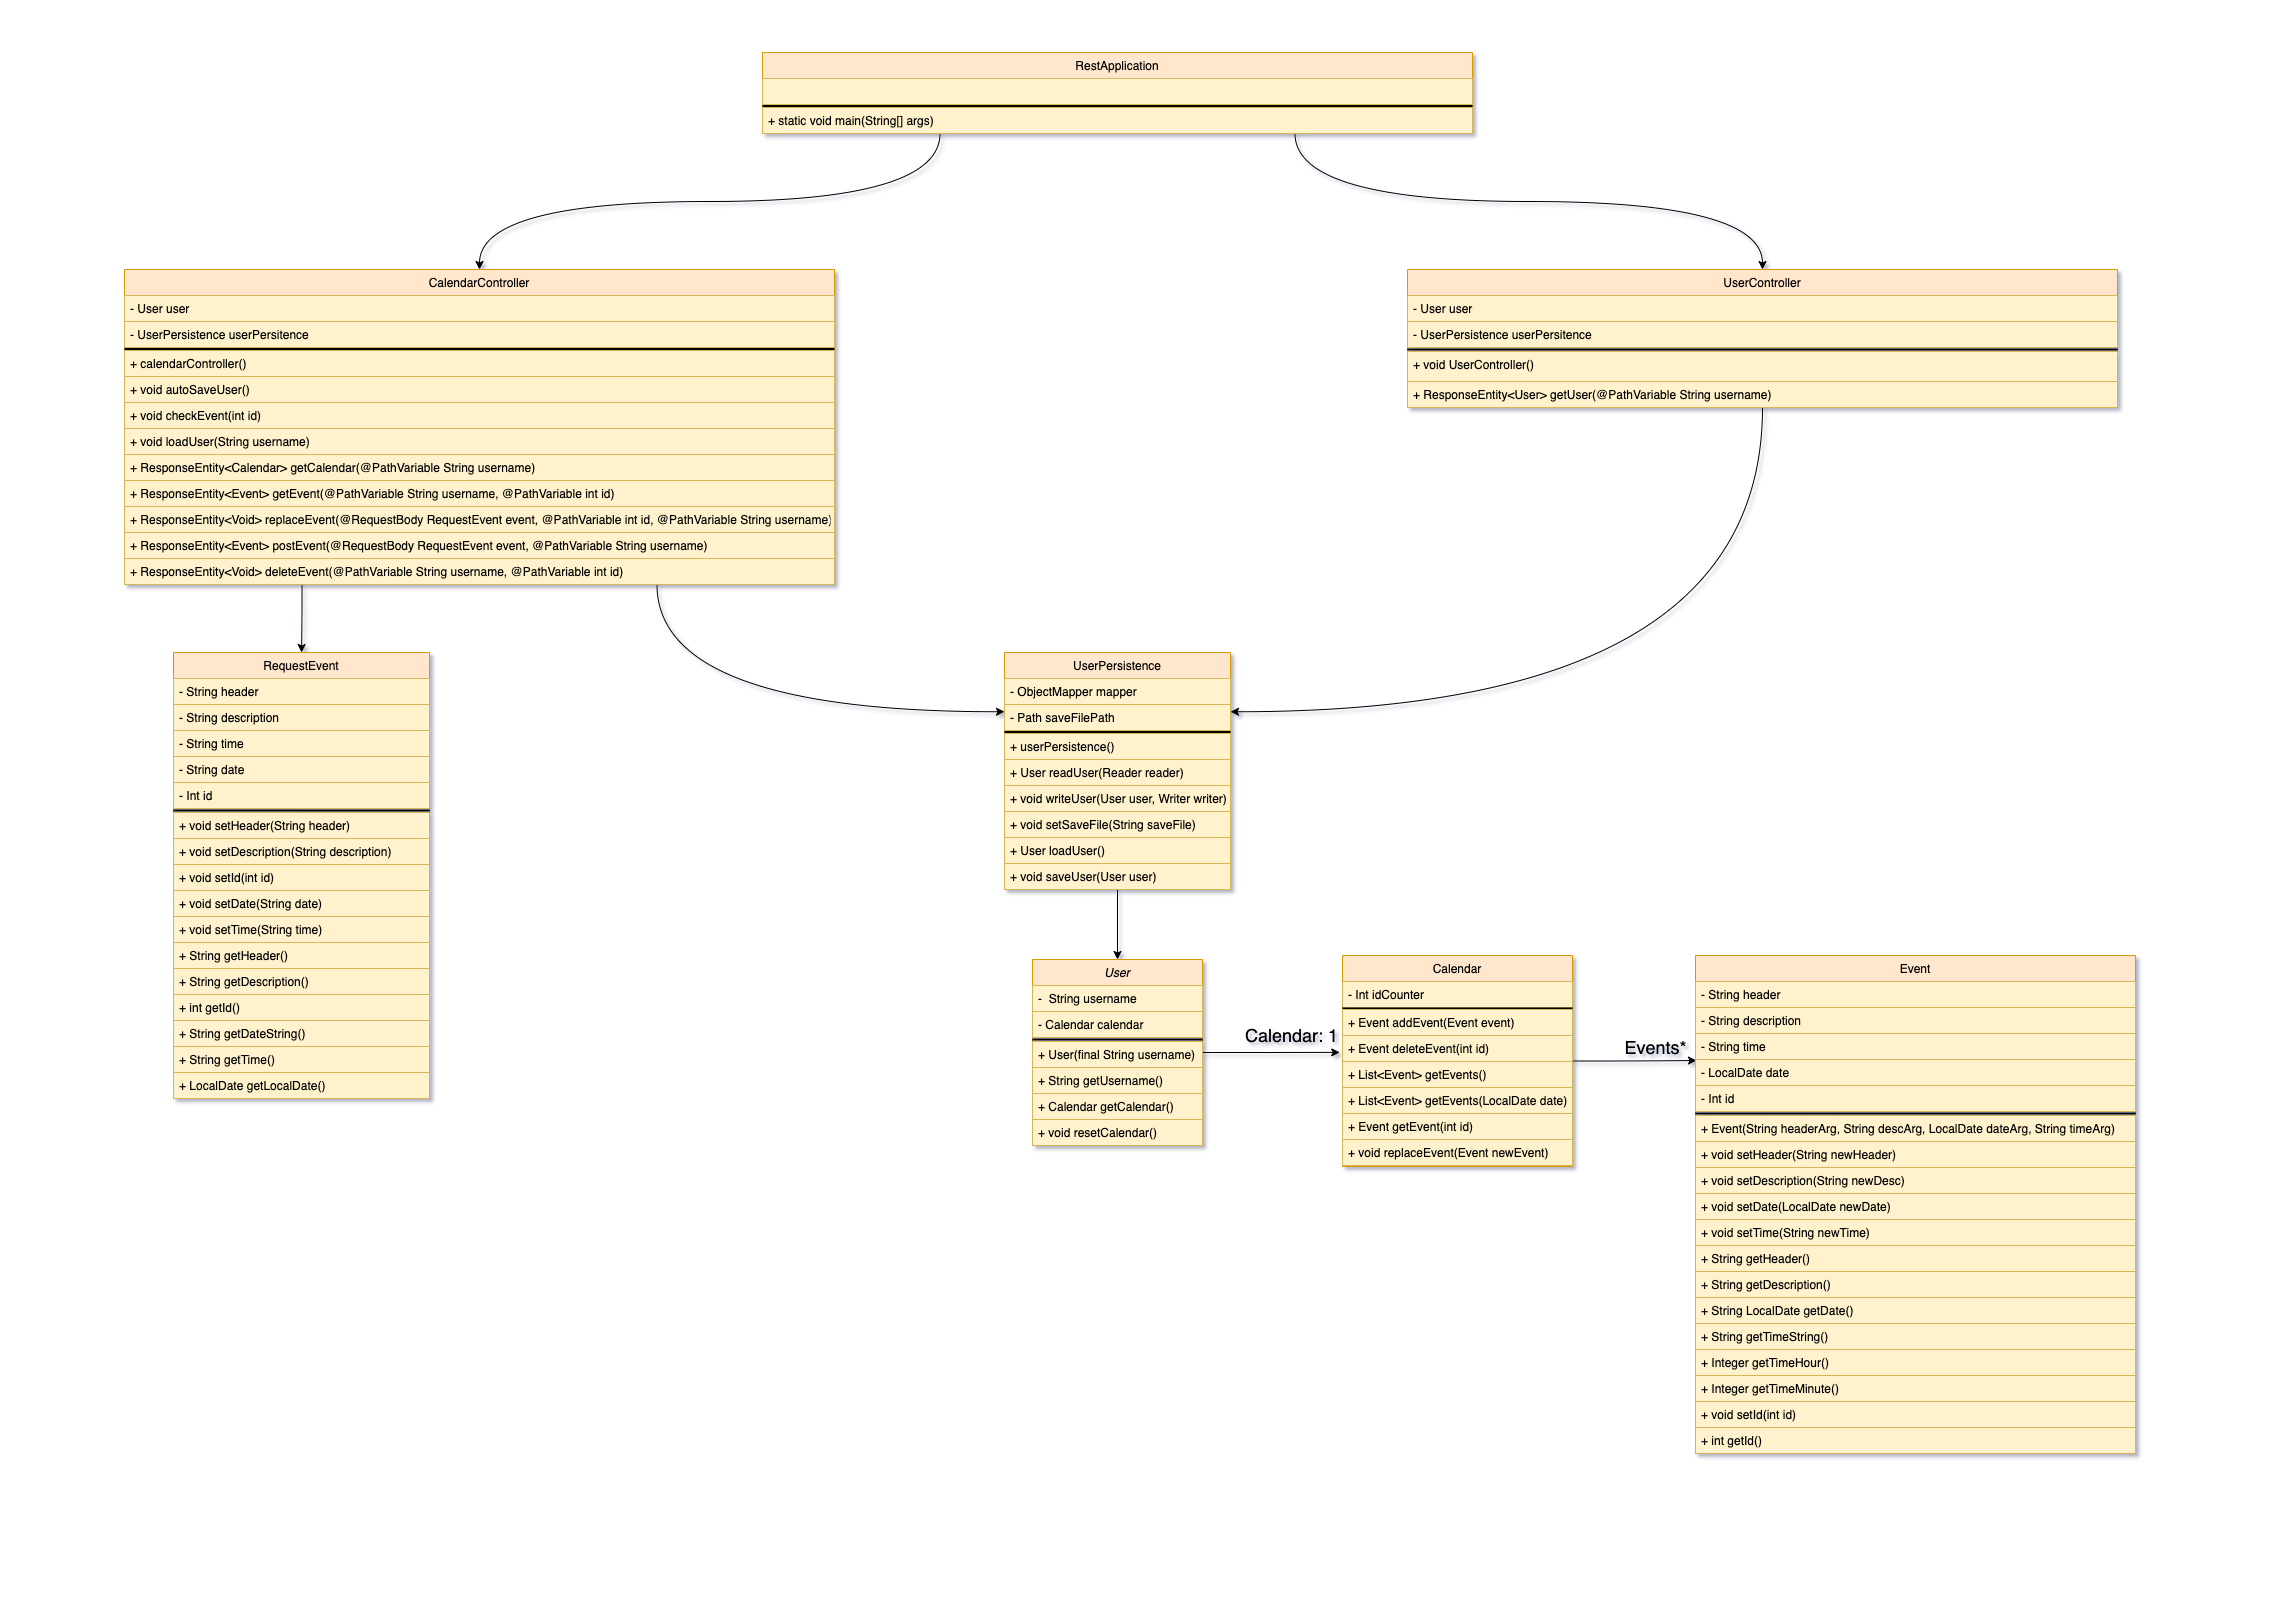 RestApplication
+ static void main(String[] args)
CalendarController
- User user
- UserPersistence userPersitence
+ calendarController()
+ void autoSaveUser()
+ void checkEvent(int id)
+ void loadUser(String username)
+ ResponseEntity<Calendar> getCalendar(@PathVariable String username)
+ ResponseEntity<Event> getEvent(@PathVariable String username, @PathVariable int id)
+ ResponseEntity<Void> replaceEvent(@RequestBody RequestEvent event, @PathVariable int id, @PathVariable String username)
+ ResponseEntity<Event> postEvent(@RequestBody RequestEvent event, @PathVariable String username)
+ ResponseEntity<Void> deleteEvent(@PathVariable String username, @PathVariable int id)
UserController
- User user
- UserPersistence userPersitence
+ void UserController()
+ ResponseEntity<User> getUser(@PathVariable String username)
RequestEvent
- String header
- String description
- String time
- String date
- Int id
+ void setHeader(String header)
+ void setDescription(String description)
+ void setId(int id)
+ void setDate(String date)
+ void setTime(String time)
+ String getHeader()
+ String getDescription()
+ int getId()
+ String getDateString()
+ String getTime()
+ LocalDate getLocalDate()
UserPersistence
- ObjectMapper mapper
- Path saveFilePath
+ userPersistence()
+ User readUser(Reader reader)
+ void writeUser(User user, Writer writer)
+ void setSaveFile(String saveFile)
+ User loadUser()
+ void saveUser(User user)
User
- String username
- Calendar calendar
+ User(final String username)
+ String getUsername()
+ Calendar getCalendar()
+ void resetCalendar()
Calendar: 1
Calendar
- Int idCounter
+ Event addEvent(Event event)
+ Event deleteEvent(int id)
+ List<Event> getEvents()
+ List<Event> getEvents(LocalDate date)
+ Event getEvent(int id)
+ void replaceEvent(Event newEvent)
Events*
Event
- String header
- String description
- String time
- LocalDate date
- Int id
+ Event(String headerArg, String descArg, LocalDate dateArg, String timeArg)
+ void setHeader(String newHeader)
+ void setDescription(String newDesc)
+ void setDate(LocalDate newDate)
+ void setTime(String newTime)
+ String getHeader()
+ String getDescription()
+ String LocalDate getDate()
+ String getTimeString()
+ Integer getTimeHour()
+ Integer getTimeMinute()
+ void setId(int id)
+ int getId()